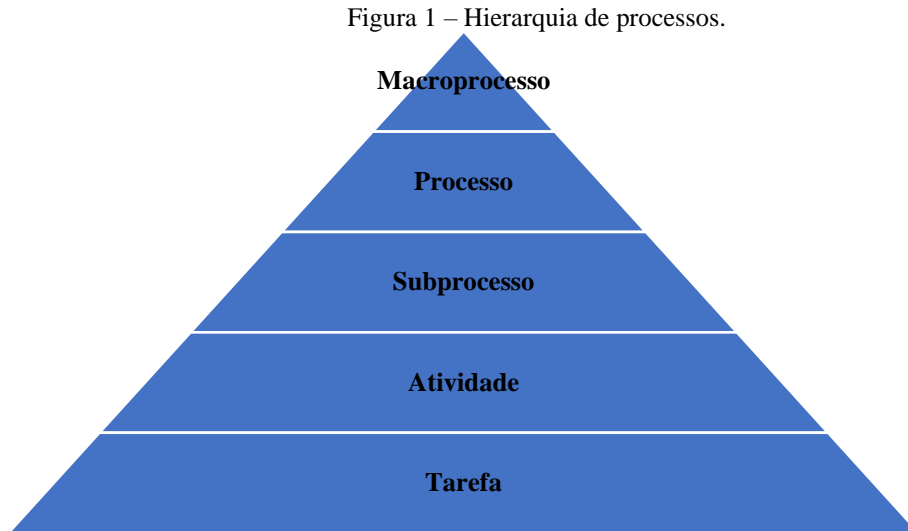 Figura 1 – Hierarquia de processos.
Macroprocesso
Processo
Subprocesso
Atividade
Tarefa